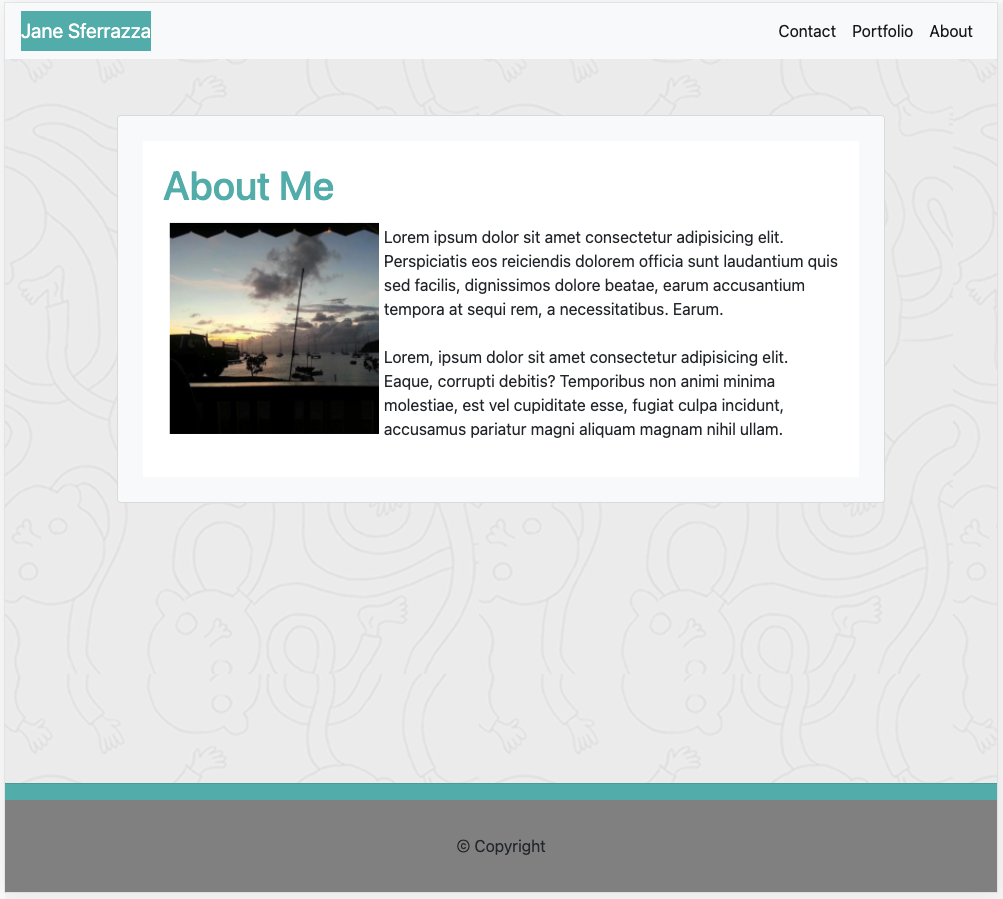 Jane Sferrazza
Contact Portfolio About
About Me
Lorem ipsum dolor sit amet consectetur adipisicing elit.
Perspiciatis eos reiciendis dolorem officia sunt laudantium quis
sed facilis, dignissimos dolore beatae, earum accusantium
tempora at sequi rem, a necessitatibus. Earum.
Lorem, ipsum dolor sit amet consectetur adipisicing elit.
Eaque, corrupti debitis? Temporibus non animi minima
molestiae, est vel cupiditate esse, fugiat culpa incidunt,
accusamus pariatur magni aliquam magnam nihil ullam.
© Copyright